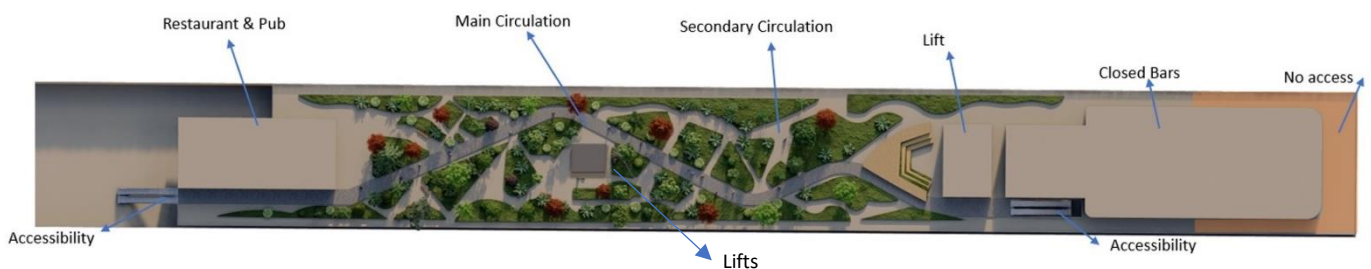 Restaurant & Pub
Main Circulation
Secondary Circulation
Lift
Closed Bars
No access
Accessibility
Lifts
Accessibility